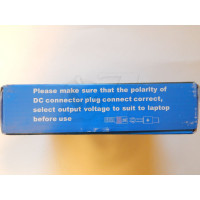 Please make sure that the polarity of
DC connector plug connect correct,
select output voltage to suit to laptop
before use